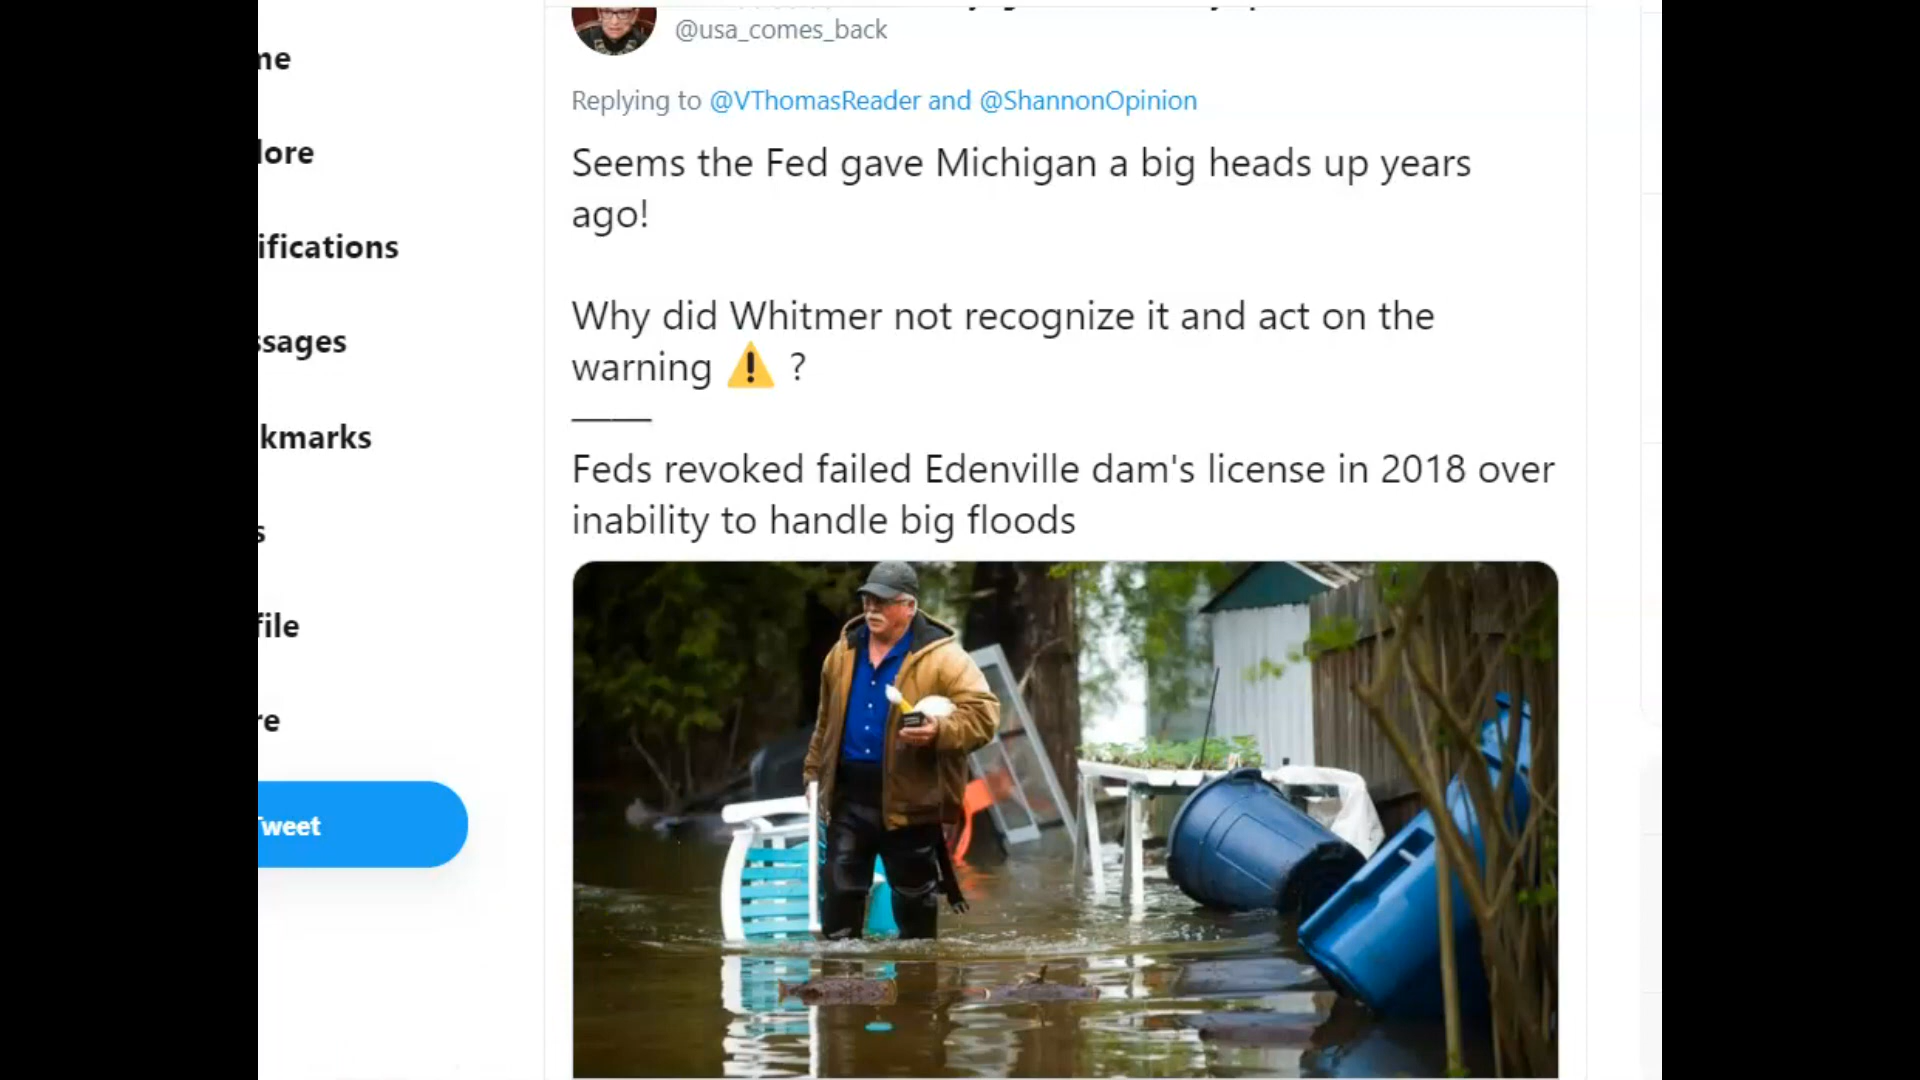 @usa_comes_back
me
lore
ifications
Replying to @VThomasReader and @ShannonOpinion
Seems the Fed gave Michigan a big heads up years
ago!
Why did Whitmer not recognize it and act on the
warning ⚠ ?
Feds revoked failed Edenville dam's license in 2018 over
inability to handle big floods
ssages
kmarks
s
file
re
Tweet